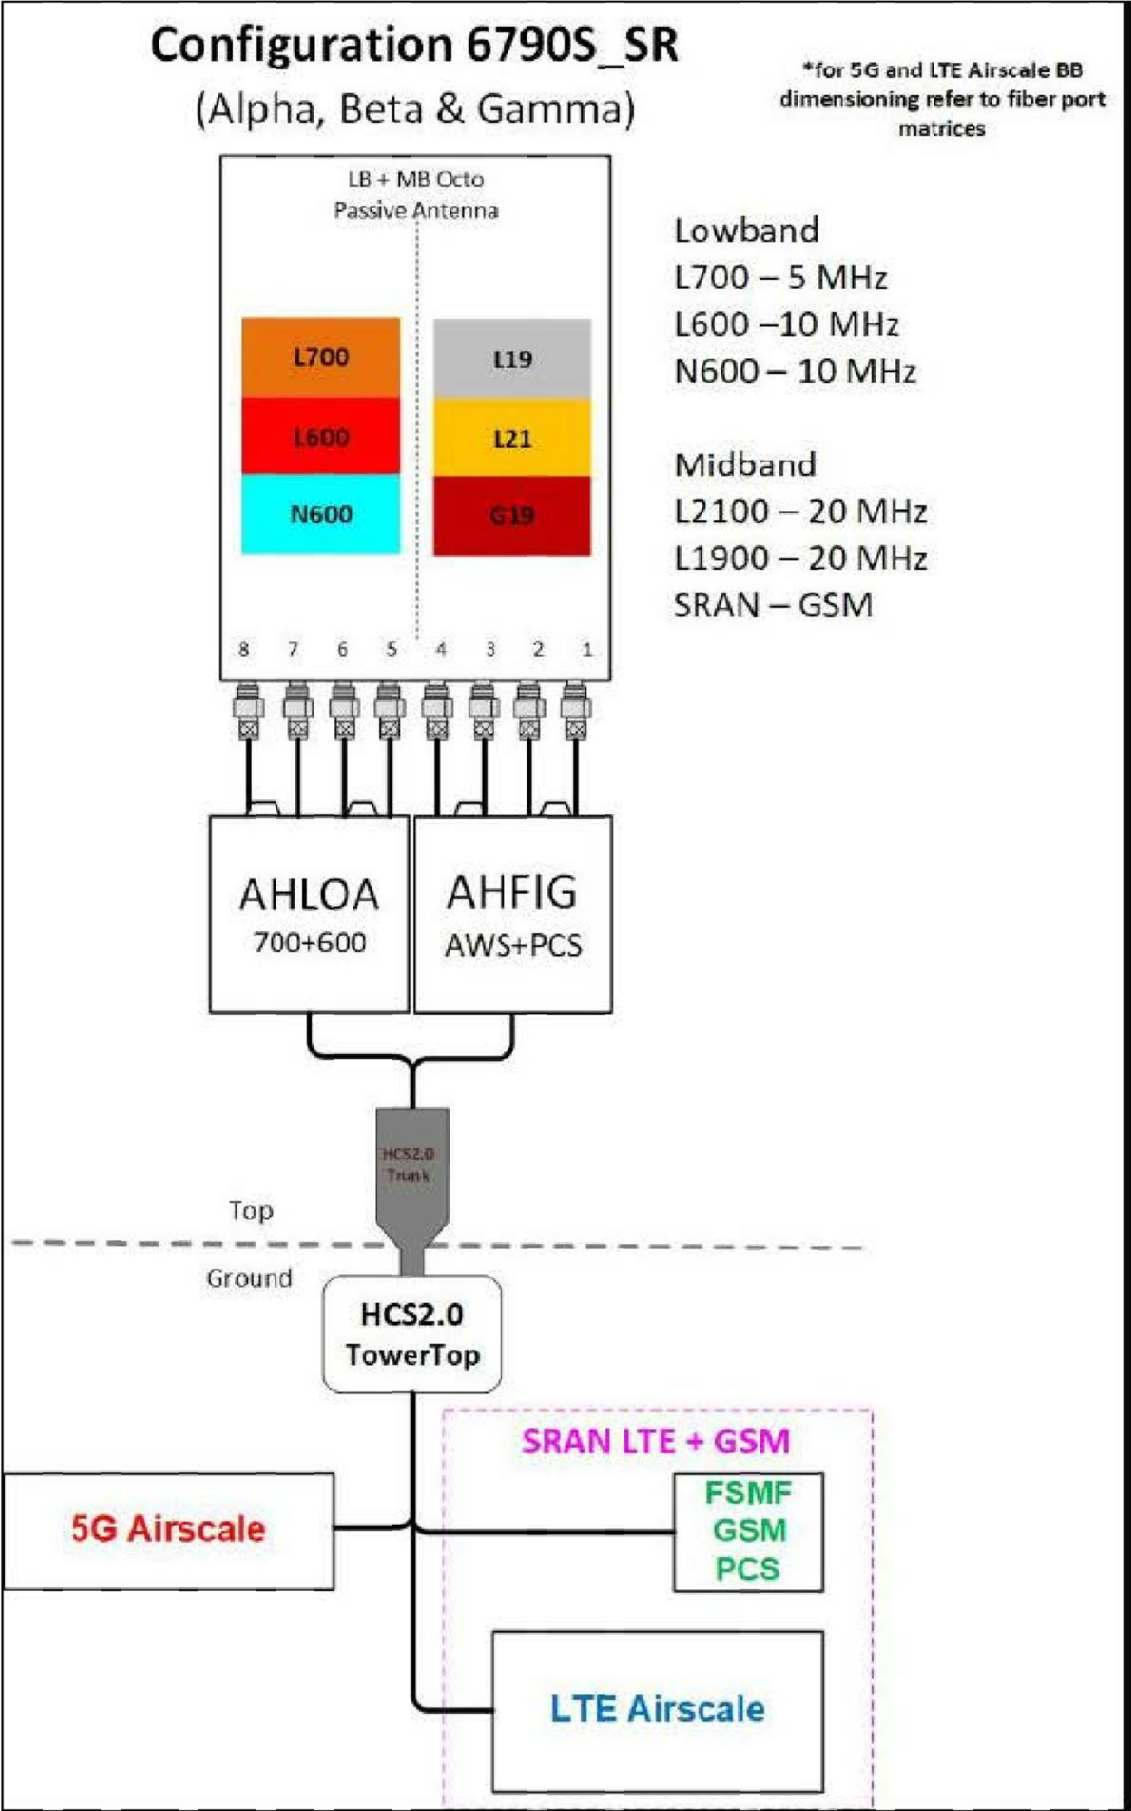 Configuration 6790S_SR
(Alpha, Beta & Gamma)
*for 5G and LTE Airscale BB
dimensioning refer to fiber port
matrices
LB + MB Octo
Passive Antenna
L700
L600
N600
L19
L21
G19
Lowband
L700 – 5 MHz
L600 –10 MHz
N600 – 10 MHz
Midband
L2100 – 20 MHz
L1900 – 20 MHz
SRAN – GSM
8 7 6 5 4 3 2 1
AHLOA
700+600
AHFIG
AWS+PCS
HCS2.0
Trunk
Top
Ground
HCS2.0
TowerTop
SRAN LTE + GSM
5G Airscale
FSMF
GSM
PCS
LTE Airscale